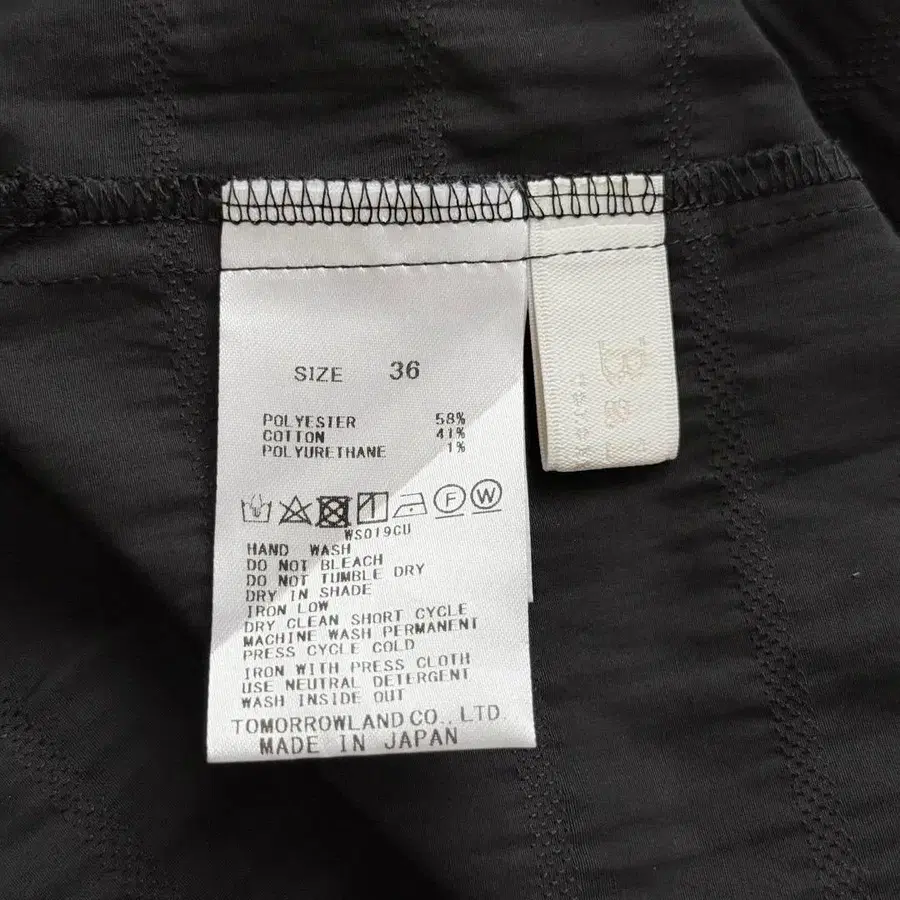 SIZE 36
POLYESTER 58%
COTTON 41%
POLYURETHANE 1%
F W
WS019CU
HAND WASH
DO NOT BLEACH
DO NOT TUMBLE DRY
DRY IN SHADE
IRON LOW
DRY CLEAN SHORT CYCLE
MACHINE WASH PERMANENT
PRESS CYCLE COLD
IRON WITH PRESS CLOTH
USE NEUTRAL DETERGENT
WASH INSIDE OUT
TOMORROWLAND CO., LTD.
MADE IN JAPAN